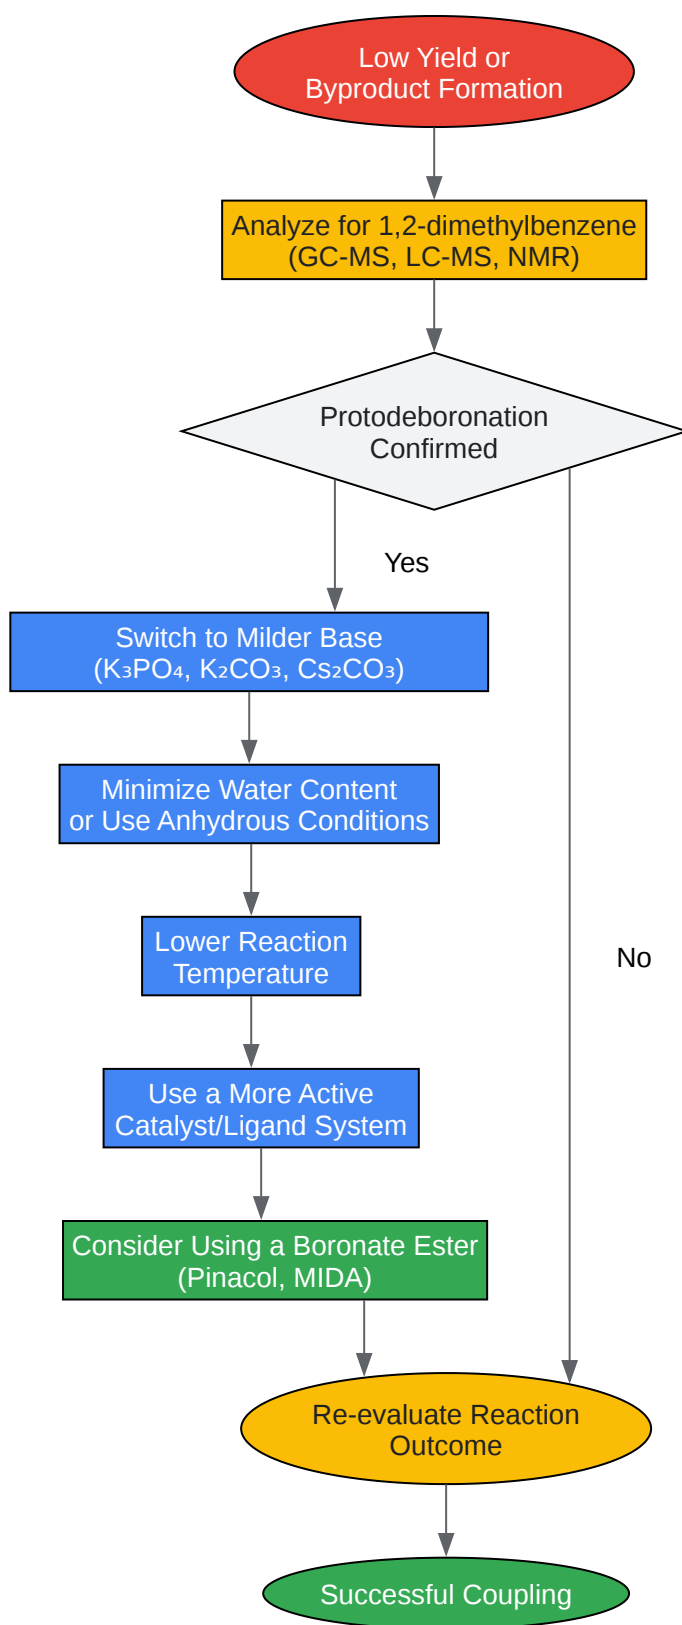 Low Yield or
Byproduct Formation
Analyze for 1,2-dimethylbenzene
(GC-MS, LC-MS, NMR)
Protodeboronation
Confirmed
Yes
Switch to Milder Base
(K₃PO₄, K₂CO₃, Cs₂CO₃)
Minimize Water Content
or Use Anhydrous Conditions
Lower Reaction
Temperature
No
Use a More Active
Catalyst/Ligand System
Consider Using a Boronate Ester
(Pinacol, MIDA)
Re-evaluate Reaction
Outcome
Successful Coupling